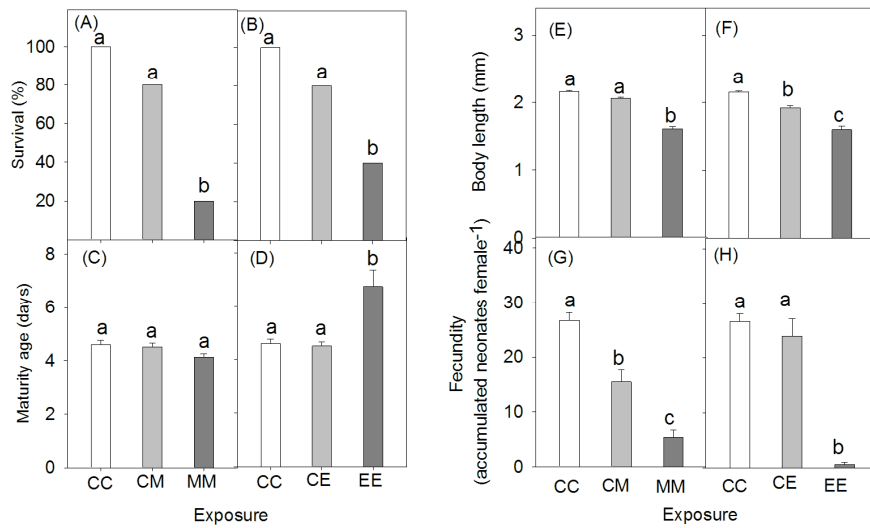 (A)
(B)
100
80
60
40
20
Survival (%)
a
a
b
a
a
b
(C)
(D)
8
6
4
2
0
Maturity age (days)
a
a
a
a
a
b
CC CM MM CC CE EE
Exposure
(E)
(F)
3
2
1
0
Body length (mm)
a
a
b
a
b
c
(G)
(H)
40
30
20
10
0
Fecundity
(accumulated neonates female-1)
a
b
c
a
a
b
CC CM MM CC CE EE
Exposure